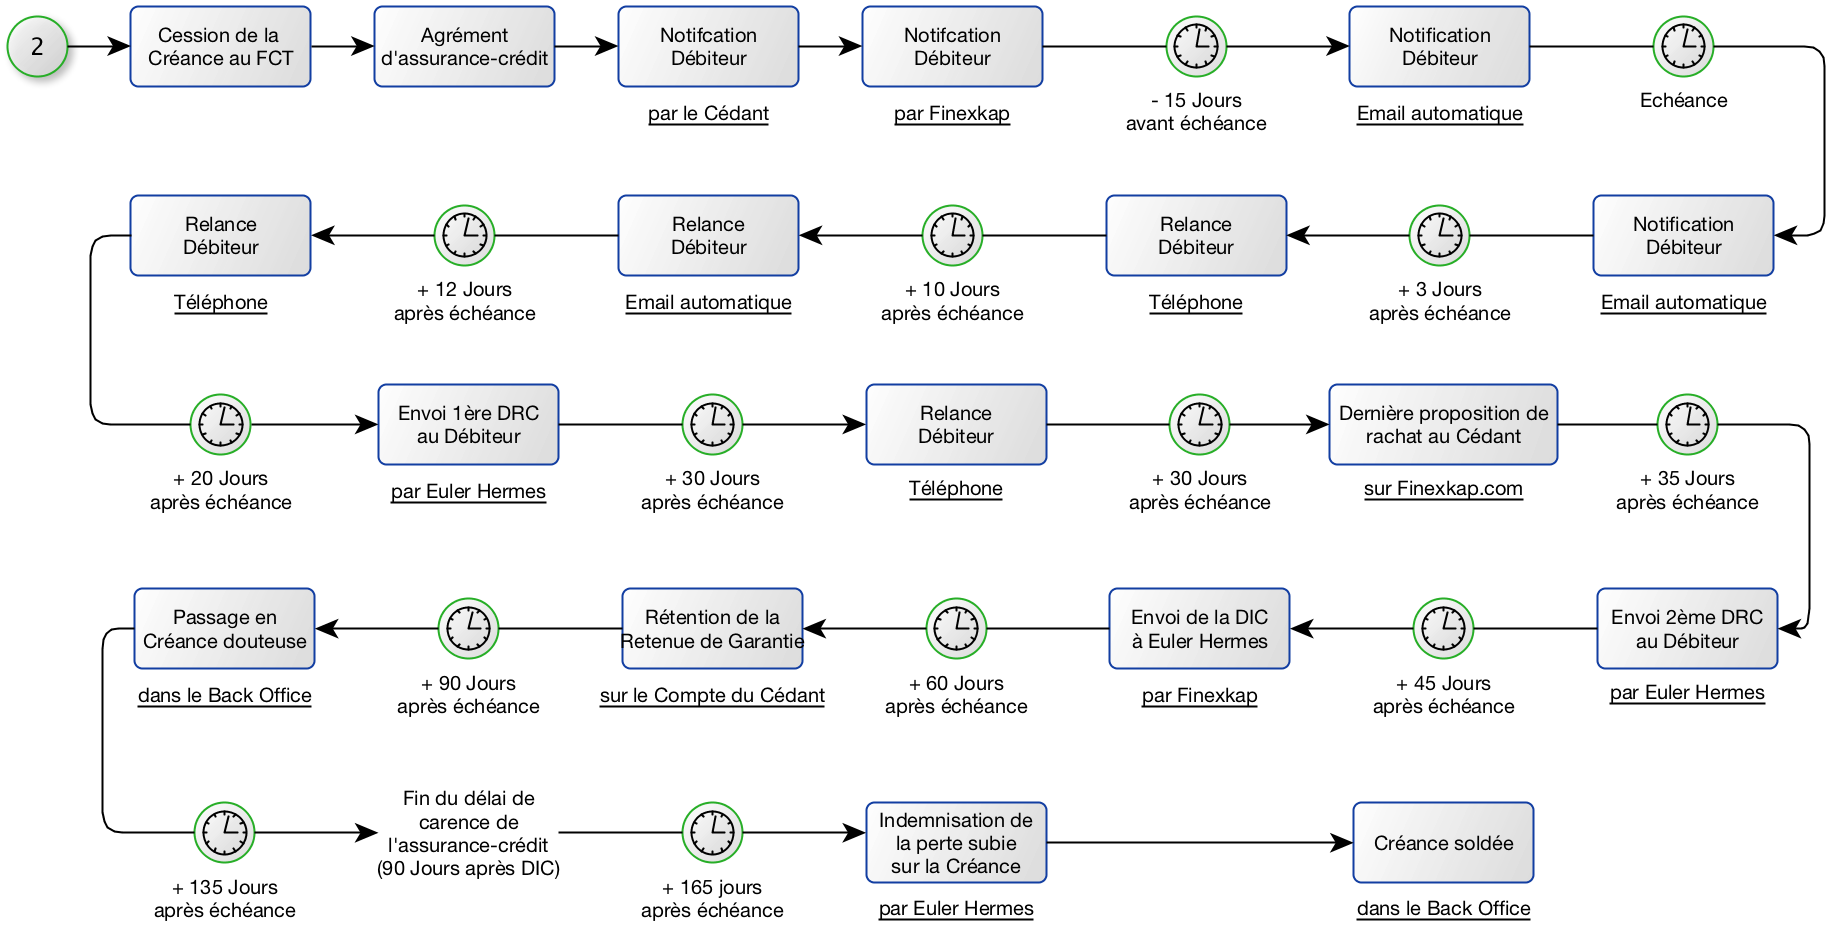 2
Cession de la
Créance au FCT
Agrément
d'assurance-crédit
Notifcation
Débiteur
par le Cédant
Notifcation
Débiteur
par Finexkap
- 15 Jours
avant échéance
Notification
Débiteur
Email automatique
Echéance
Notification
Débiteur
Email automatique
+ 3 Jours
après échéance
Relance
Débiteur
Téléphone
+ 10 Jours
après échéance
Relance
Débiteur
Email automatique
+ 12 Jours
après échéance
Relance
Débiteur
Téléphone
+ 20 Jours
après échéance
Envoi 1ère DRC
au Débiteur
par Euler Hermes
+ 30 Jours
après échéance
Relance
Débiteur
Téléphone
+ 30 Jours
après échéance
Dernière proposition de
rachat au Cédant
sur Finexkap.com
+ 35 Jours
après échéance
Envoi 2ème DRC
au Débiteur
par Euler Hermes
+ 45 Jours
après échéance
Envoi de la DIC
à Euler Hermes
par Finexkap
+ 60 Jours
après échéance
Rétention de la
Retenue de Garantie
sur le Compte du Cédant
+ 90 Jours
après échéance
Passage en
Créance douteuse
dans le Back Office
+ 135 Jours
après échéance
Fin du délai de
carence de
l'assurance-crédit
(90 Jours après DIC)
+ 165 jours
après échéance
Indemnisation de
la perte subie
sur la Créance
par Euler Hermes
Créance soldée
dans le Back Office